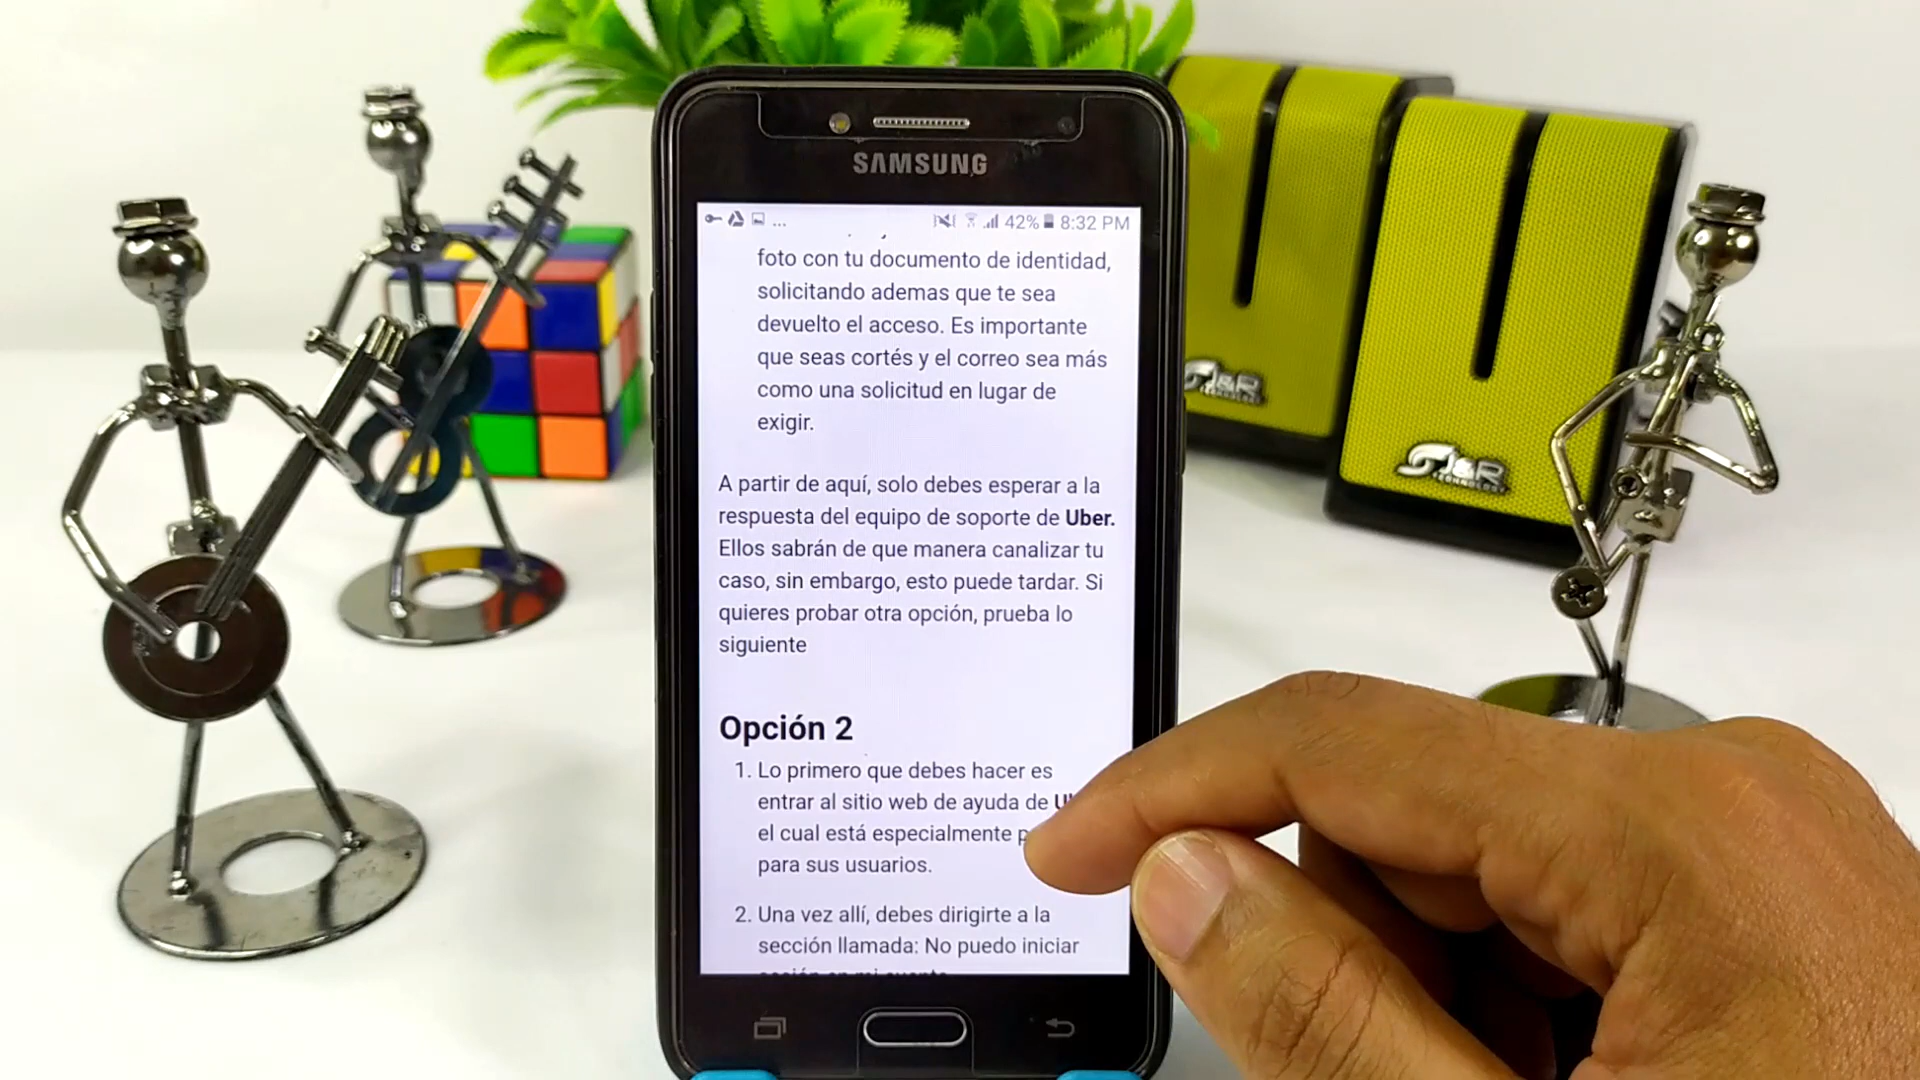 SAMSUNG
... 42% 8:32 PM
foto con tu documento de identidad,
solicitando ademas que te sea
devuelto el acceso. Es importante
que seas cortés y el correo sea más
como una solicitud en lugar de
exigir.
A partir de aquí, solo debes esperar a la
respuesta del equipo de soporte de Uber.
Ellos sabrán de que manera canalizar tu
caso, sin embargo, esto puede tardar. Si
quieres probar otra opción, prueba lo
siguiente
Opción 2
1. Lo primero que debes hacer es
entrar al sitio web de ayuda de
el cual está especialmente
para sus usuarios.
2. Una vez allí, debes dirigirte a la
sección llamada: No puedo iniciar
J&R
TECHNOLOGY
J&R
TECHNOLOGY